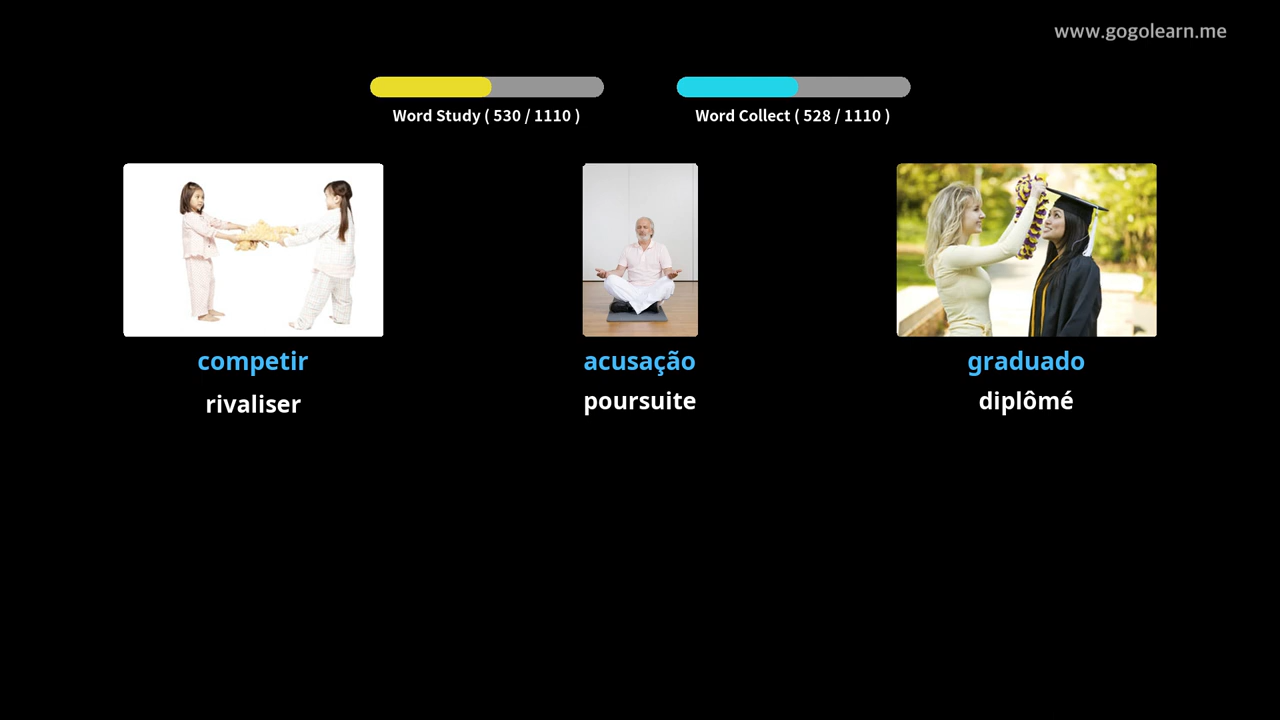 www.gogolearn.me
Word Study ( 530 / 1110 )
Word Collect ( 528 / 1110 )
competir
rivaliser
acusação
poursuite
graduado
diplômé